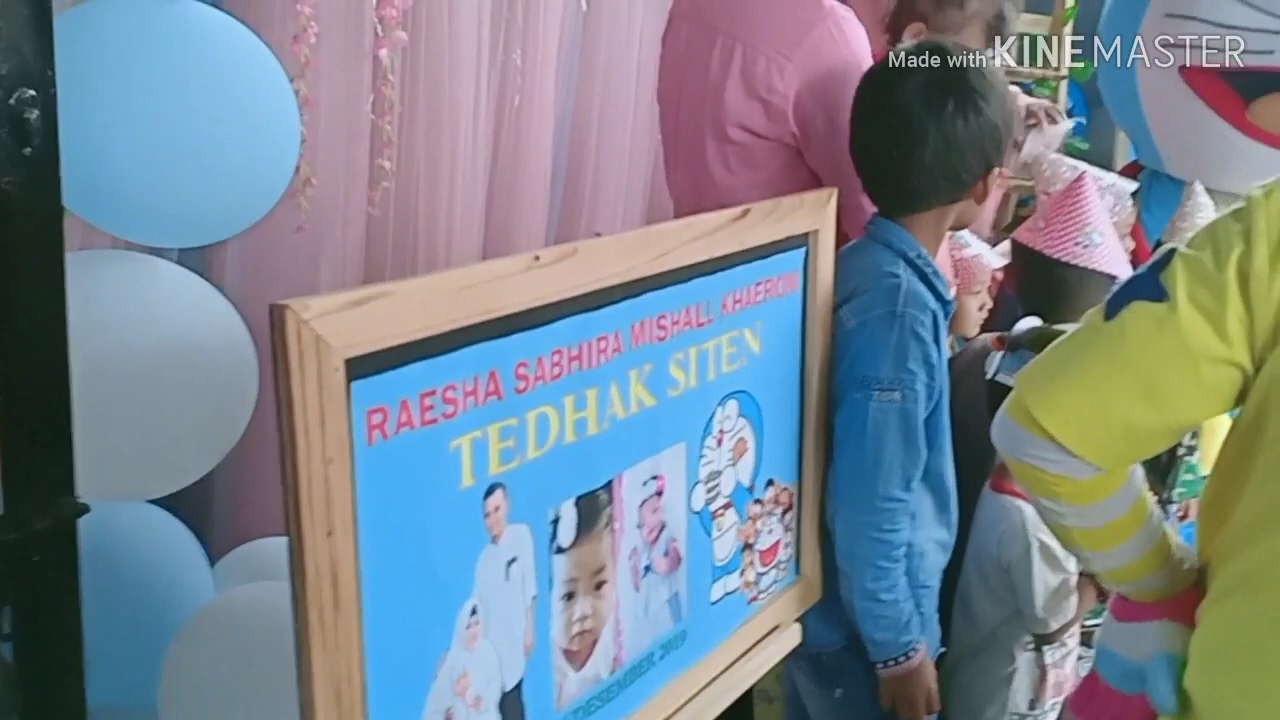 Made with KINEMASTER
RAESHA SABHIRA MISHALL KHAERONI
TEDHAK SITEN
DESEMBER 2019